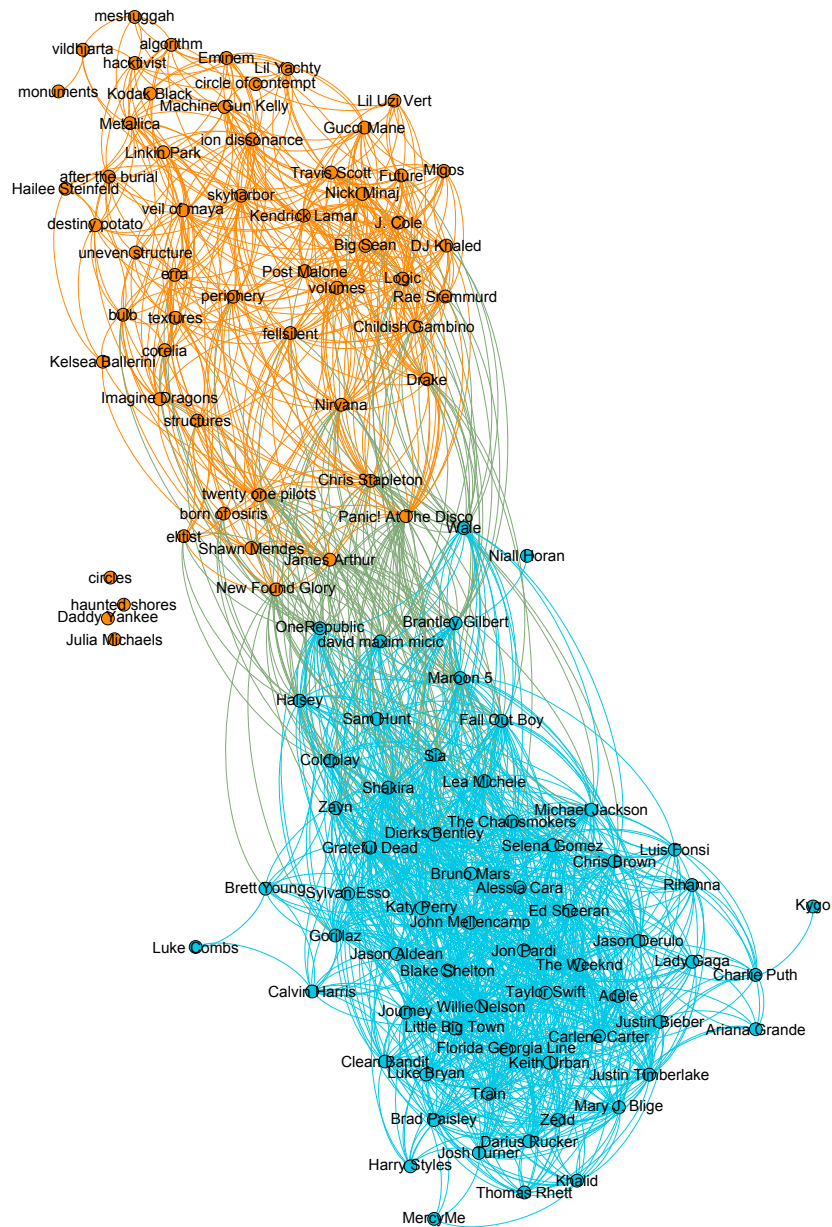 meshuggah
vildhjarta
algorithm
hacktivist
Eminem
Lil Yachty
monuments
Kodak Black
circle of contempt
Machine Gun Kelly
Lil Uzi Vert
Metallica
Gucci Mane
ion dissonance
Linkin Park
after the burial
Travis Scott
Future
Migos
Hailee Steinfeld
skyharbor
Nicki Minaj
veil of maya
Kendrick Lamar
destiny potato
J. Cole
uneven structure
Big Sean
DJ Khaled
erra
Post Malone
Logic
periphery
volumes
Rae Sremmurd
bulb
textures
fellsilent
Childish Gambino
corelia
Kelsea Ballerini
Drake
Imagine Dragons
Nirvana
structures
Chris Stapleton
twenty one pilots
born of osiris
Panic! At The Disco
Wale
elitist
Shawn Mendes
James Arthur
Niall Horan
circles
New Found Glory
haunted shores
Daddy Yankee
Julia Michaels
OneRepublic
Brantley Gilbert
david maxim micic
Maroon 5
Halsey
Sam Hunt
Fall Out Boy
Coldplay
Sia
Shakira
Lea Michele
Zayn
Michael Jackson
The Chainsmokers
Dierks Bentley
Grateful Dead
Selena Gomez
Luis Fonsi
Chris Brown
Bruno Mars
Brett Young
Sylvan Esso
Alessia Cara
Rihanna
Katy Perry
Ed Sheeran
Kygo
John Mellencamp
Gorillaz
Luke Combs
Jason Aldean
Jon Pardi
Jason Derulo
Blake Shelton
The Weeknd
Lady Gaga
Charlie Puth
Calvin Harris
Taylor Swift
Adele
Journey
Willie Nelson
Little Big Town
Justin Bieber
Ariana Grande
Carlene Carter
Florida Georgia Line
Clean Bandit
Luke Bryan
Keith Urban
Justin Timberlake
Train
Mary J. Blige
Brad Paisley
Zedd
Darius Rucker
Josh Turner
Harry Styles
Khalid
Thomas Rhett
MercyMe